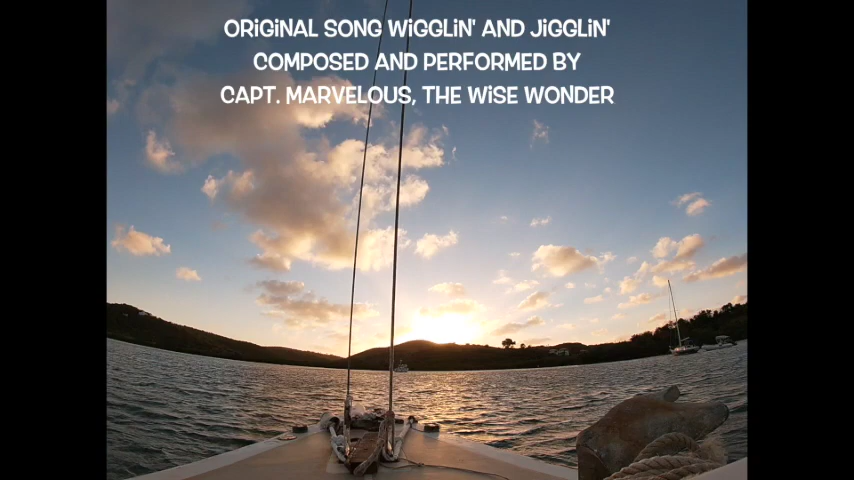 ORIGINAL SONG WIGGLIN' AND JIGGLIN'
COMPOSED AND PERFORMED BY
CAPT. MARVELOUS, THE WISE WONDER